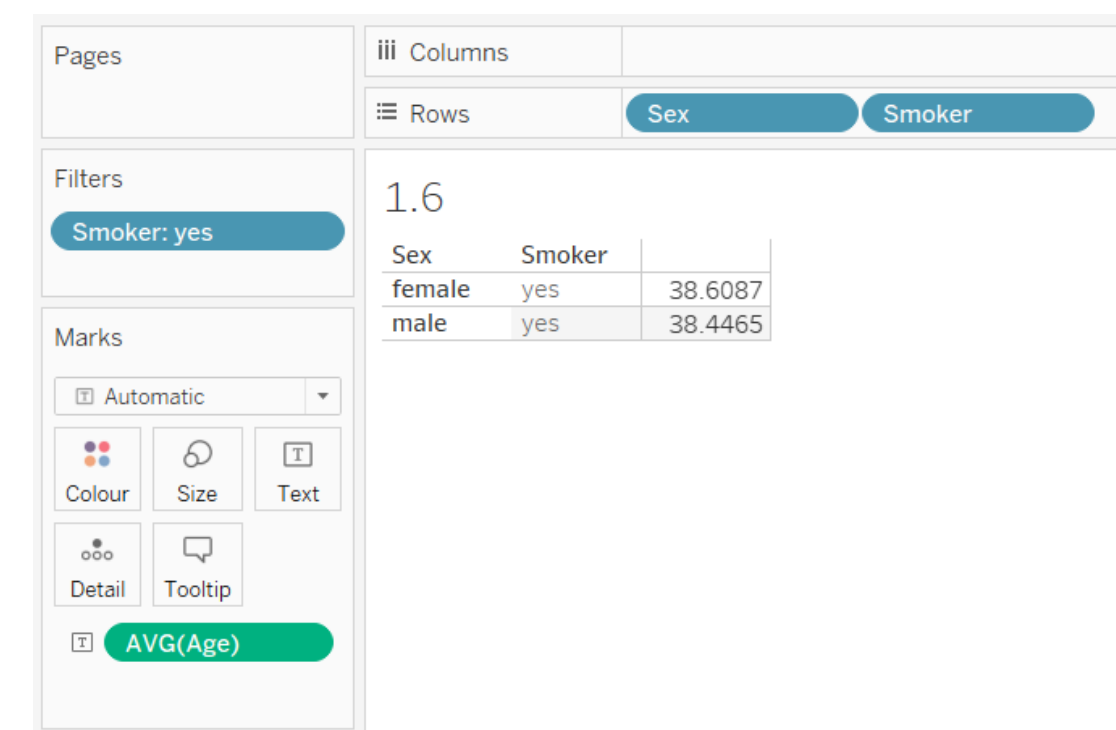 Pages
Columns
Rows
Sex Smoker
Filters
Smoker: yes
Marks
T Automatic
Colour Size T Text
Detail Tooltip
T AVG(Age)
1.6
Sex Smoker
female yes 38.6087
male yes 38.4465